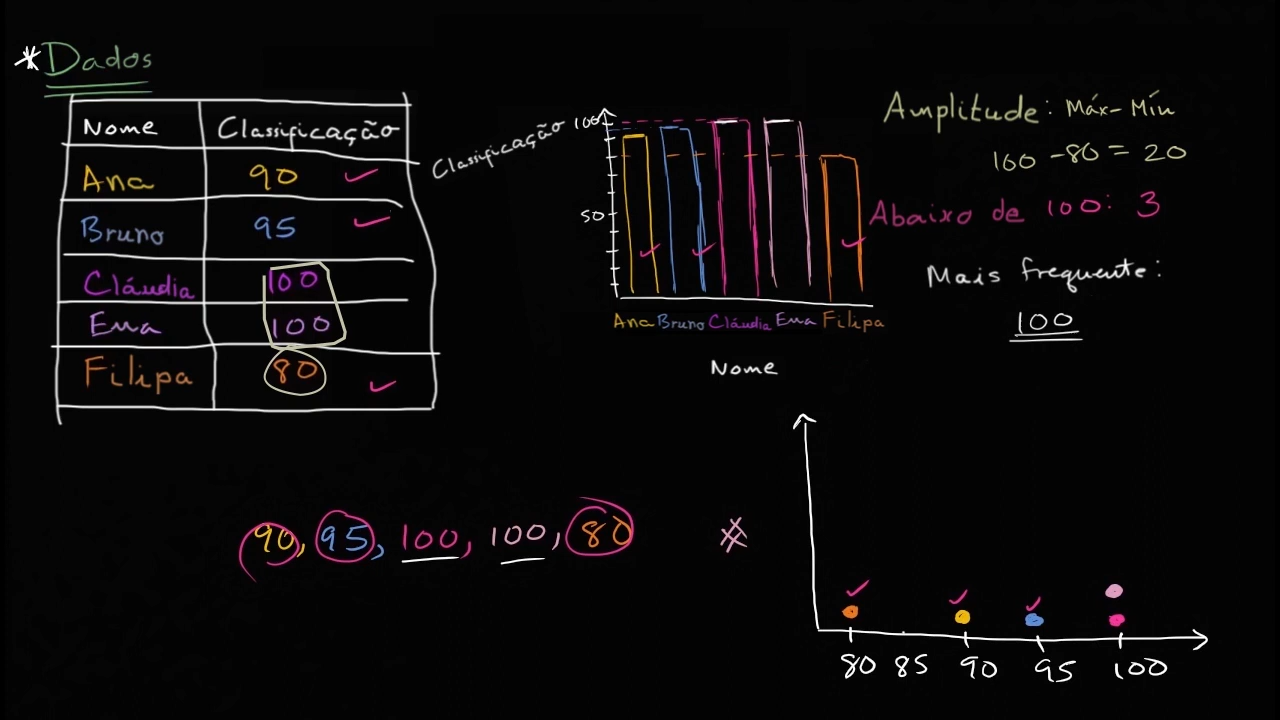 * Dados
Nome Classificação
Ana 90
Bruno 95
Cláudia 100
Ema 100
Filipa 80
Classificação
100
50
Ana Bruno Cláudia Ema Filipa
Nome
Amplitude: Máx-Mín
100 - 80 = 20
Abaixo de 100: 3
Mais frequente:
100
90, 95, 100, 100, 80
80 85 90 95 100